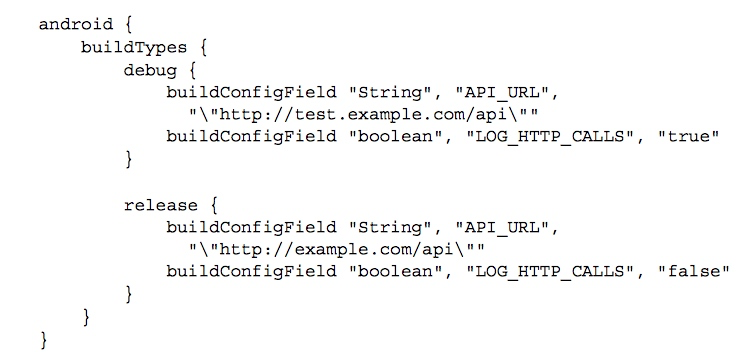 android {
    buildTypes {
        debug {
            buildConfigField "String", "API_URL",
              "\"http://test.example.com/api\""
            buildConfigField "boolean", "LOG_HTTP_CALLS", "true"
        }

        release {
            buildConfigField "String", "API_URL",
              "\"http://example.com/api\""
            buildConfigField "boolean", "LOG_HTTP_CALLS", "false"
        }
    }
}